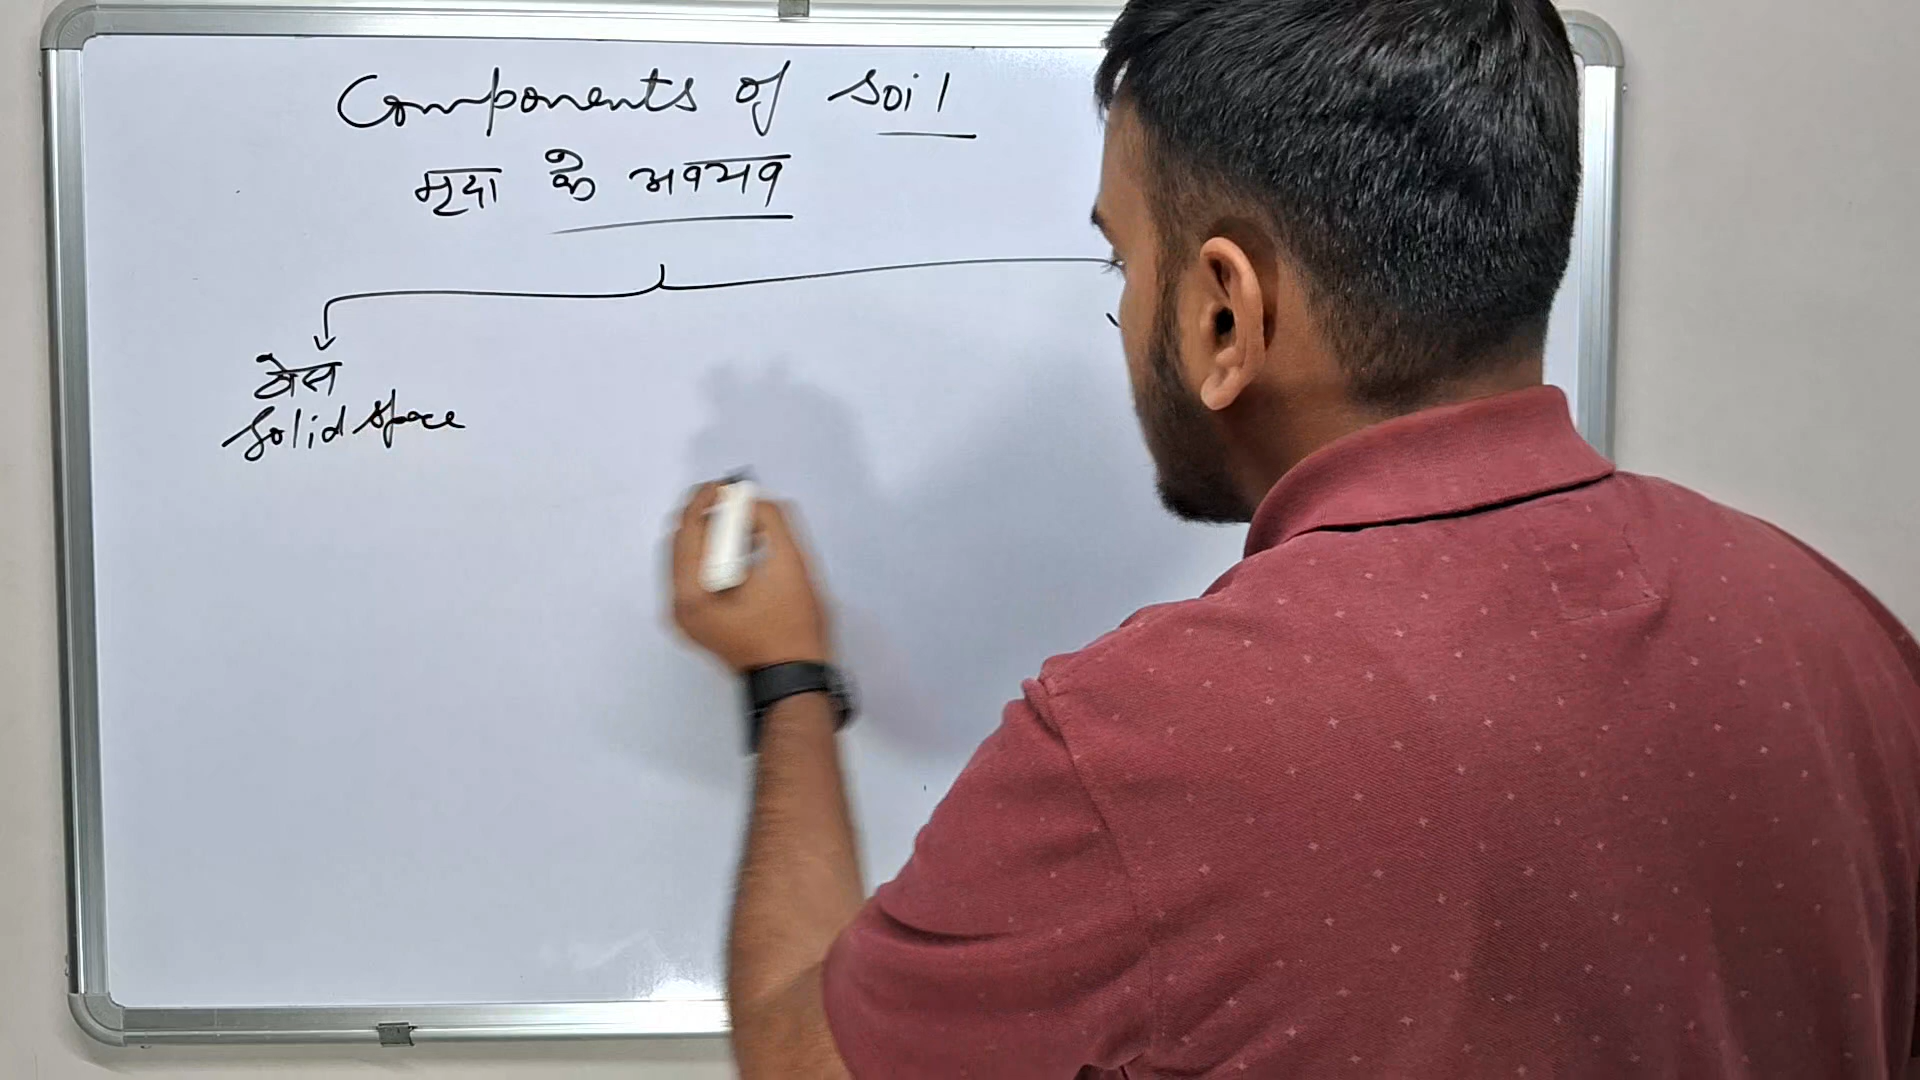 Components of soil
मृदा के अवयव
ठोस
Solid space